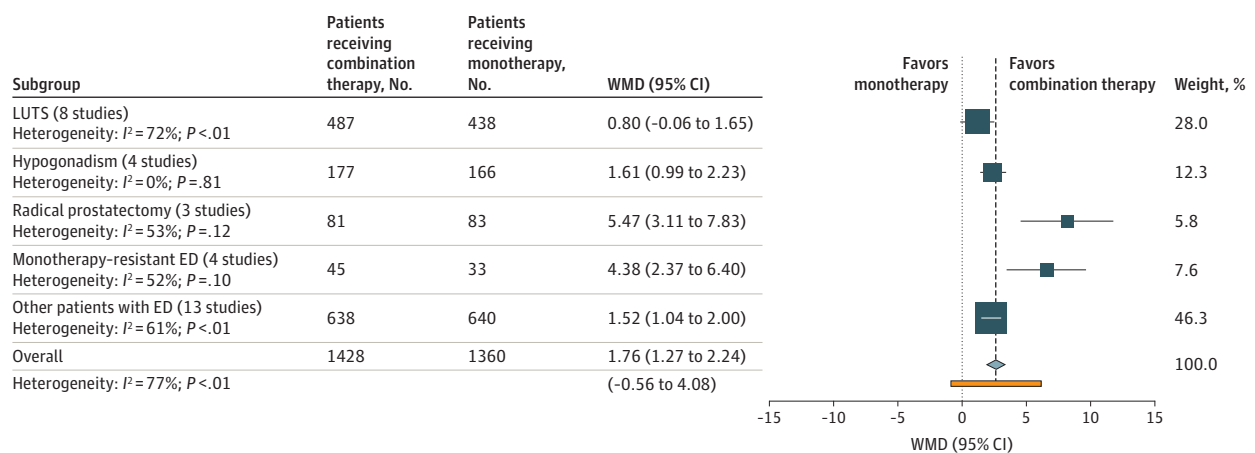 Subgroup
Patients
receiving
combination
therapy, No.
Patients
receiving
monotherapy,
No.
WMD (95% CI)
Favors
monotherapy
Favors
combination therapy
Weight, %
LUTS (8 studies)
Heterogeneity: I² = 72%; P <.01
487
438
0.80 (-0.06 to 1.65)
28.0
Hypogonadism (4 studies)
Heterogeneity: I² = 0%; P = .81
177
166
1.61 (0.99 to 2.23)
12.3
Radical prostatectomy (3 studies)
Heterogeneity: I² = 53%; P = .12
81
83
5.47 (3.11 to 7.83)
5.8
Monotherapy-resistant ED (4 studies)
Heterogeneity: I² = 52%; P = .10
45
33
4.38 (2.37 to 6.40)
7.6
Other patients with ED (13 studies)
Heterogeneity: I² = 61%; P <.01
638
640
1.52 (1.04 to 2.00)
46.3
Overall
1428
1360
1.76 (1.27 to 2.24)
100.0
Heterogeneity: I² = 77%; P <.01
(-0.56 to 4.08)
-15 -10 -5 0 5 10 15
WMD (95% CI)